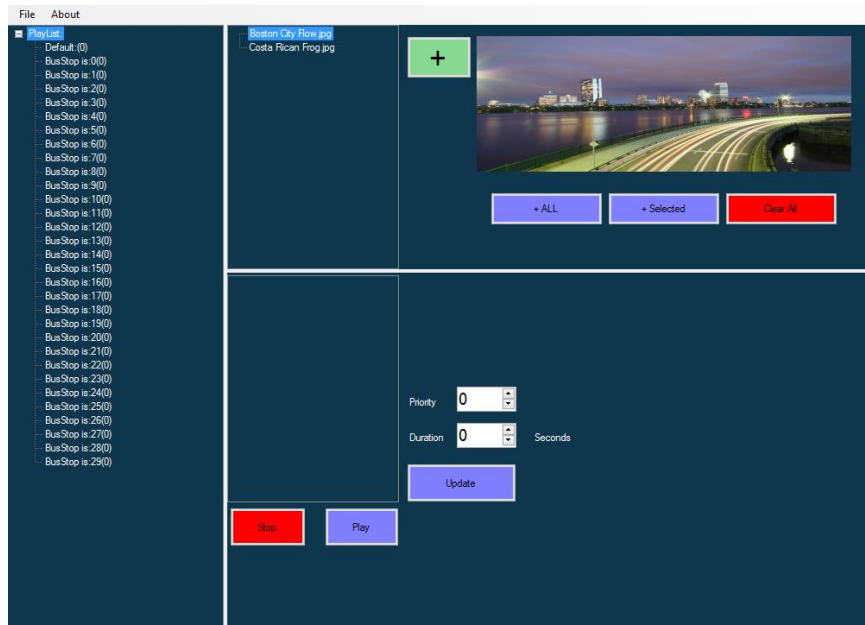 File About
PlayList:
Default:(0)
BusStop is:0(0)
BusStop is:1(0)
BusStop is:2(0)
BusStop is:3(0)
BusStop is:4(0)
BusStop is:5(0)
BusStop is:6(0)
BusStop is:7(0)
BusStop is:8(0)
BusStop is:9(0)
BusStop is:10(0)
BusStop is:11(0)
BusStop is:12(0)
BusStop is:13(0)
BusStop is:14(0)
BusStop is:15(0)
BusStop is:16(0)
BusStop is:17(0)
BusStop is:18(0)
BusStop is:19(0)
BusStop is:20(0)
BusStop is:21(0)
BusStop is:22(0)
BusStop is:23(0)
BusStop is:24(0)
BusStop is:25(0)
BusStop is:26(0)
BusStop is:27(0)
BusStop is:28(0)
BusStop is:29(0)
Boston City Flow.jpg
Costa Rican Frog.jpg
+
+ ALL + Selected Clear All
Priority 0
Duration 0 Seconds
Update
Stop Play